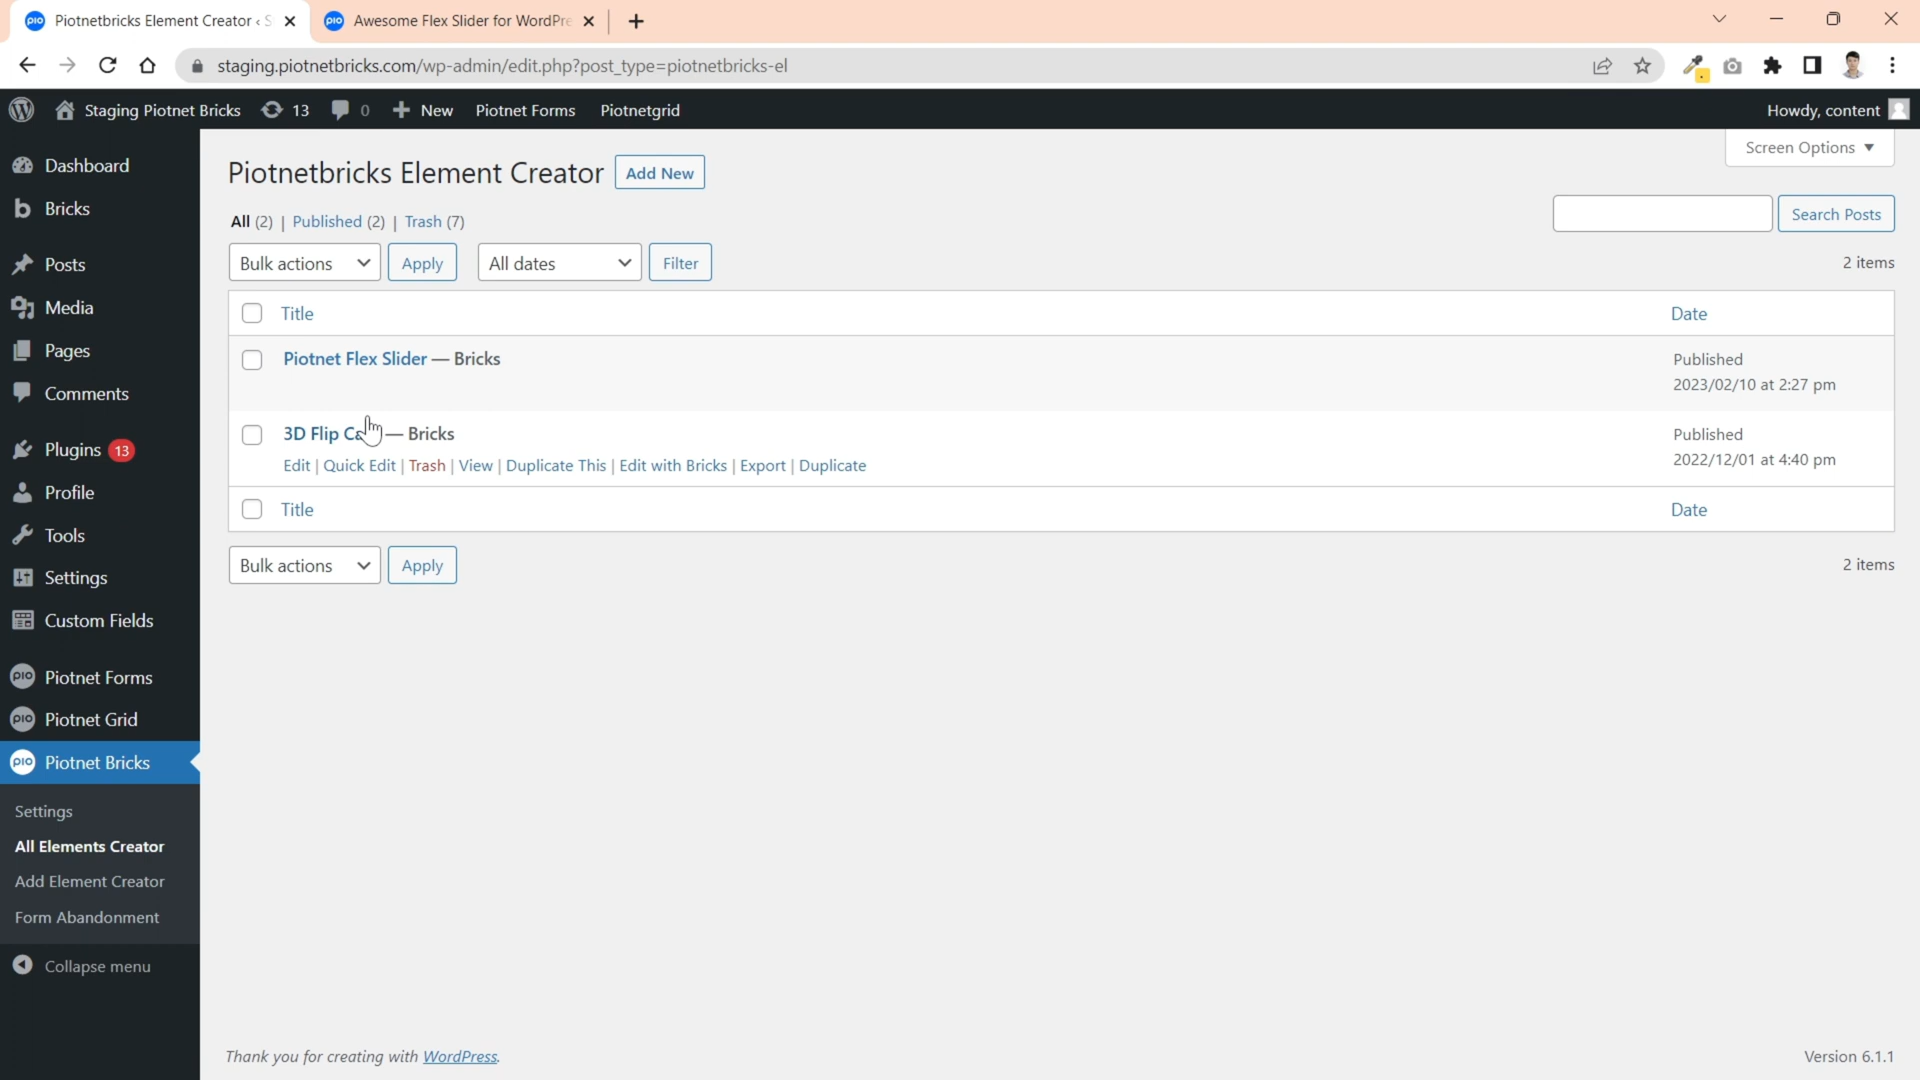 Piotnetbricks Element Creator ‹ S
Awesome Flex Slider for WordPre
staging.piotnetbricks.com/wp-admin/edit.php?post_type=piotnetbricks-el
Staging Piotnet Bricks 13 0 New Piotnet Forms Piotnetgrid Howdy, content
Screen Options
Dashboard
Bricks
Posts
Media
Pages
Comments
Plugins 13
Profile
Tools
Settings
Custom Fields
pio Piotnet Forms
pio Piotnet Grid
pio Piotnet Bricks
Settings
All Elements Creator
Add Element Creator
Form Abandonment
Collapse menu
Piotnetbricks Element Creator Add New
All (2) | Published (2) | Trash (7)
Search Posts
Bulk actions Apply All dates Filter 2 items
Title Date
Piotnet Flex Slider — Bricks Published
2023/02/10 at 2:27 pm
3D Flip — Bricks Published
Edit | Quick Edit | Trash | View | Duplicate This | Edit with Bricks | Export | Duplicate 2022/12/01 at 4:40 pm
Title Date
Bulk actions Apply 2 items
Thank you for creating with WordPress. Version 6.1.1